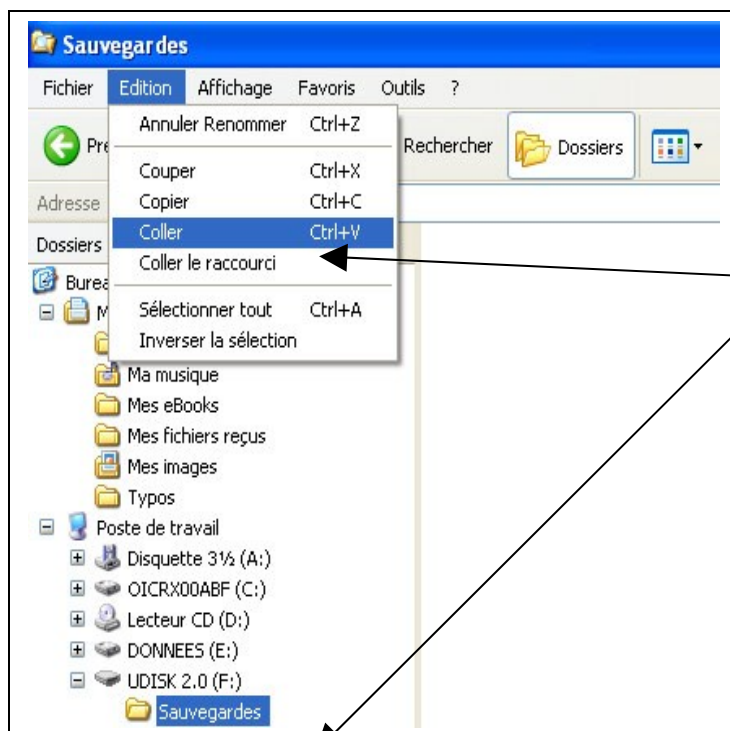 Sauvegardes
Fichier Edition Affichage Favoris Outils ?
Annuler Renommer Ctrl+Z
Rechercher Dossiers
Couper Ctrl+X
Adresse
Copier Ctrl+C
Coller Ctrl+V
Dossiers
Coller le raccourci
Sélectionner tout Ctrl+A
Inverser la sélection
Ma musique
Mes eBooks
Mes fichiers reçus
Mes images
Typos
Poste de travail
Disquette 3½ (A:)
OICRX00ABF (C:)
Lecteur CD (D:)
DONNEES (E:)
UDISK 2.0 (F:)
Sauvegardes